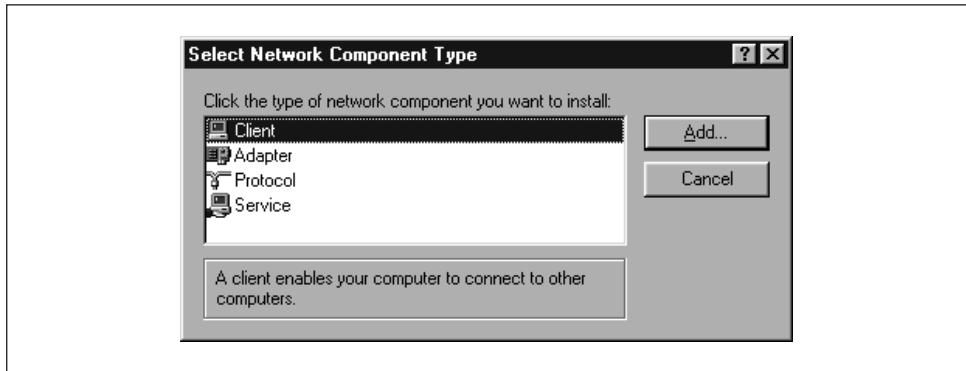 Select Network Component Type
Click the type of network component you want to install:
Client
Adapter
Protocol
Service
Add...
Cancel
A client enables your computer to connect to other
computers.